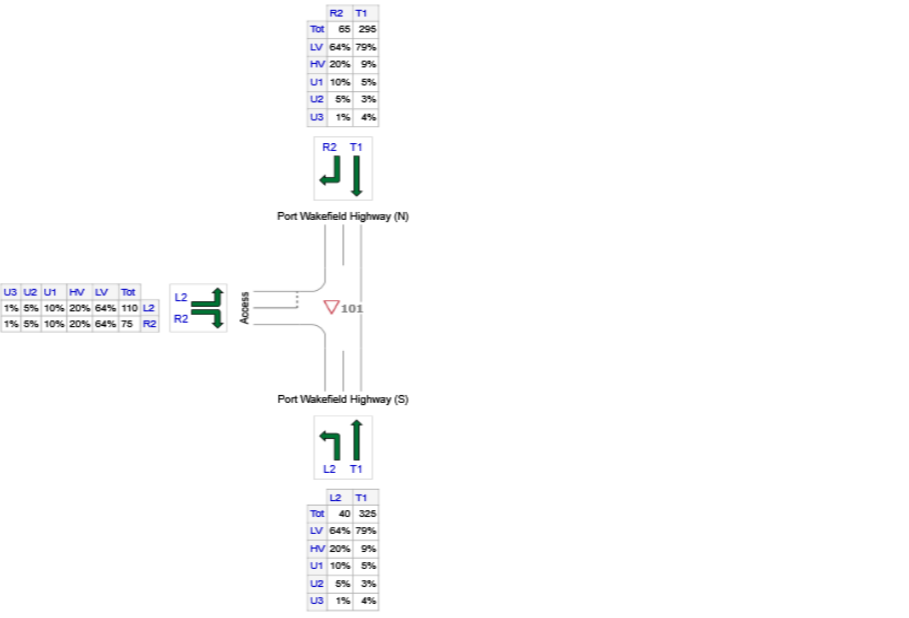 R2 T1
Tot 65 295
LV 64% 79%
HV 20% 9%
U1 10% 5%
U2 5% 3%
U3 1% 4%
R2 T1
Port Wakefield Highway (N)
U3 U2 U1 HV LV Tot
1% 5% 10% 20% 64% 110 L2
1% 5% 10% 20% 64% 75 R2
L2
R2
Access
101
Port Wakefield Highway (S)
L2 T1
L2 T1
Tot 40 325
LV 64% 79%
HV 20% 9%
U1 10% 5%
U2 5% 3%
U3 1% 4%